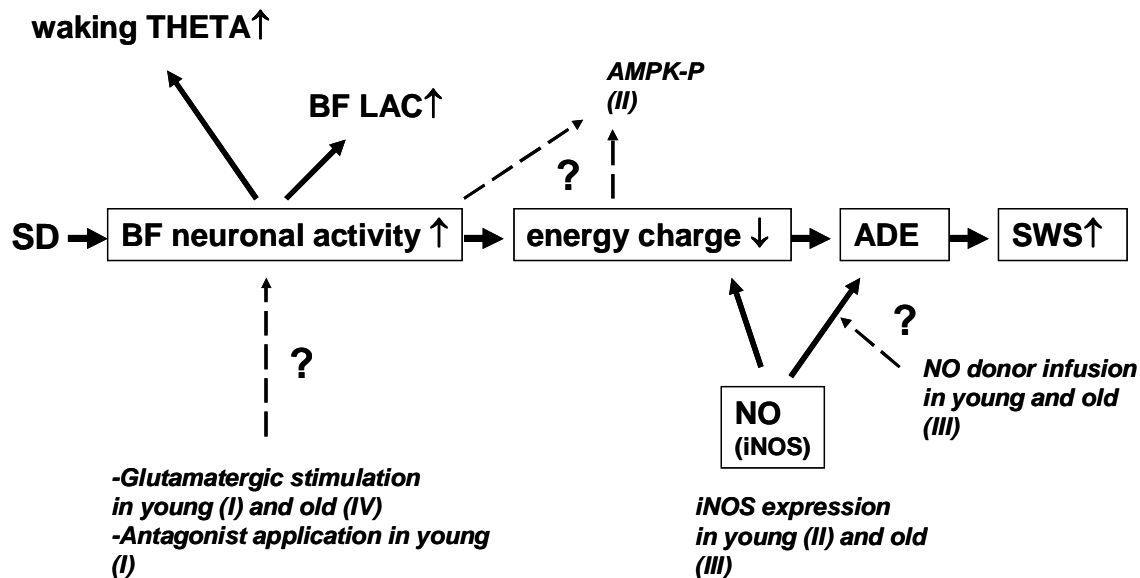 waking THETA↑
AMPK-P
(II)
BF LAC↑
?
SD
BF neuronal activity ↑
energy charge ↓
ADE
SWS↑
?
?
NO donor infusion
in young and old
(III)
NO
(iNOS)
-Glutamatergic stimulation
in young (I) and old (IV)
-Antagonist application in young
(I)
iNOS expression
in young (II) and old
(III)